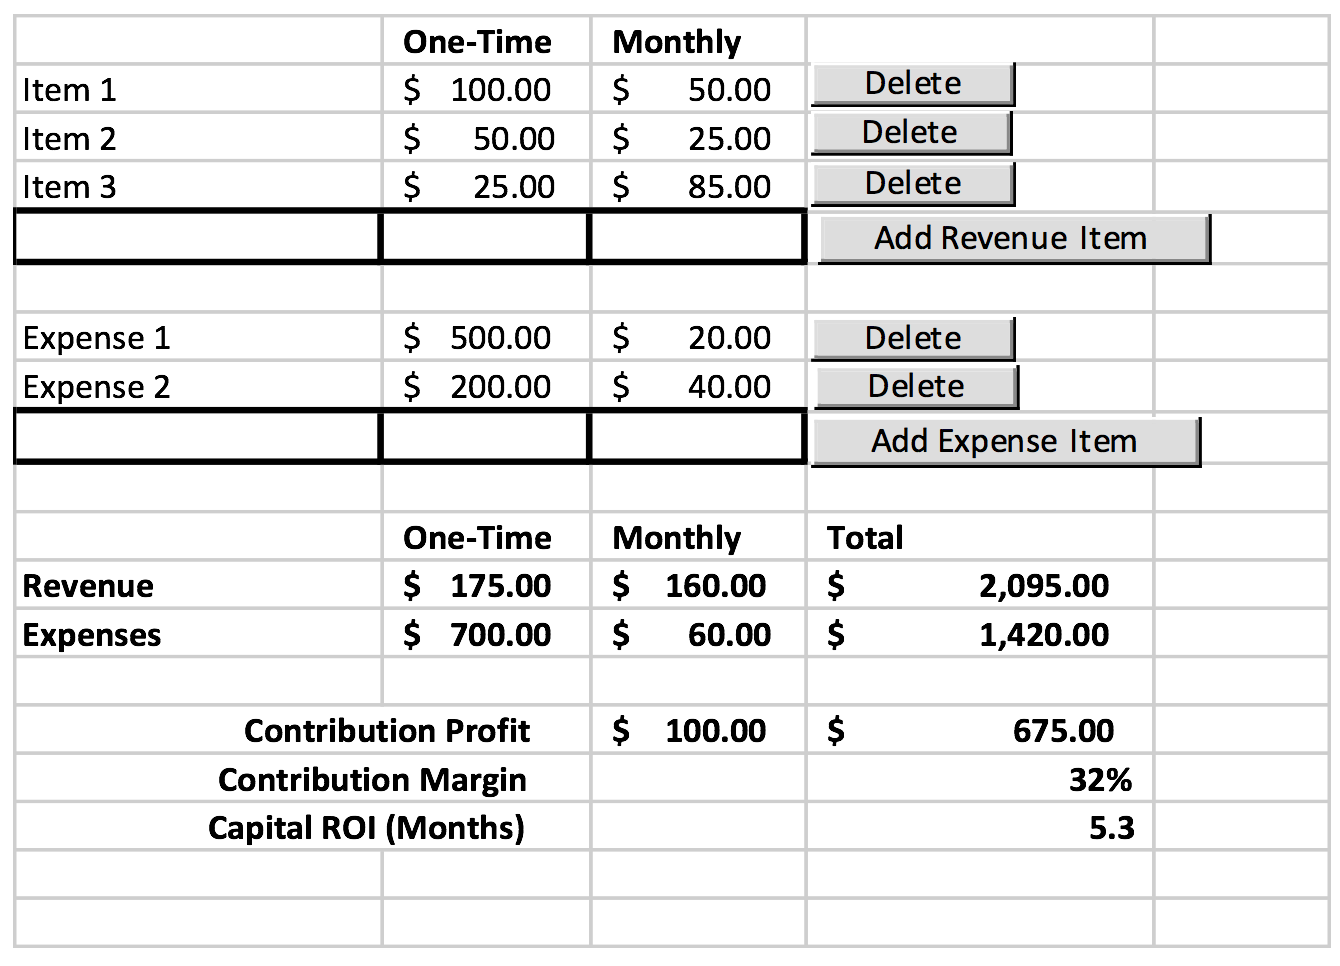 One-Time Monthly
Item 1 $ 100.00 $ 50.00 Delete
Item 2 $ 50.00 $ 25.00 Delete
Item 3 $ 25.00 $ 85.00 Delete
Add Revenue Item
Expense 1 $ 500.00 $ 20.00 Delete
Expense 2 $ 200.00 $ 40.00 Delete
Add Expense Item
One-Time Monthly Total
Revenue $ 175.00 $ 160.00 $ 2,095.00
Expenses $ 700.00 $ 60.00 $ 1,420.00
Contribution Profit $ 100.00 $ 675.00
Contribution Margin 32%
Capital ROI (Months) 5.3